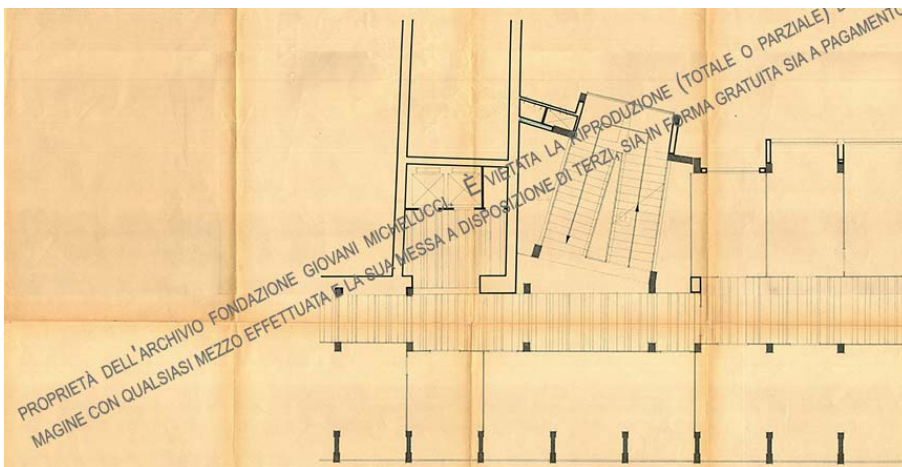 PROPRIETÀ DELL'ARCHIVIO FONDAZIONE GIOVANI MICHELUCCI. È VIETATA LA RIPRODUZIONE (TOTALE O PARZIALE)
MAGINE CON QUALSIASI MEZZO EFFETTUATA E LA SUA MESSA A DISPOSIZIONE DI TERZI, SIA IN FORMA GRATUITA SIA A PAGAMENTO